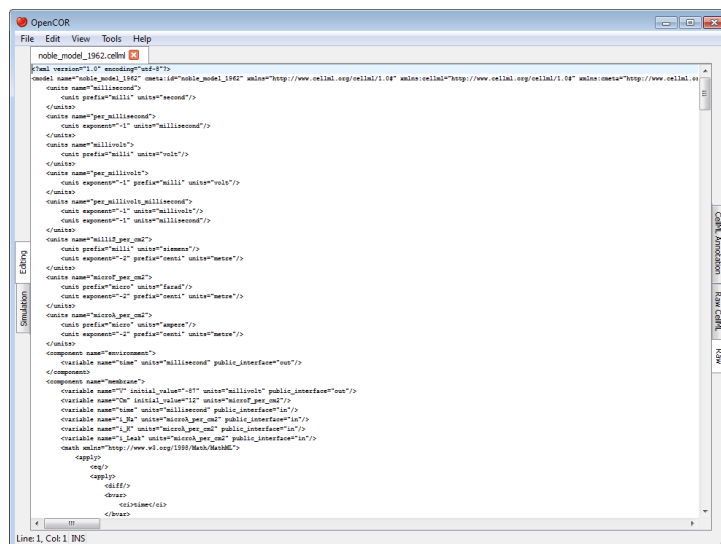 OpenCOR
File Edit View Tools Help
noble_model_1962.cellml
<?xml version="1.0" encoding="utf-8"?>
<model name="noble_model_1962" cmeta:id="noble_model_1962" xmlns="http://www.cellml.org/cellml/1.0#" xmlns:cellml="http://www.cellml.org/cellml/1.0#" xmlns:cmeta="http://www.cellml.o
<units name="millisecond">
<unit prefix="milli" units="second"/>
</units>
<units name="per_millisecond">
<unit exponent="-1" units="millisecond"/>
</units>
<units name="millivolt">
<unit prefix="milli" units="volt"/>
</units>
<units name="per_millivolt">
<unit exponent="-1" prefix="milli" units="volt"/>
</units>
<units name="per_millivolt_millisecond">
<unit exponent="-1" units="millivolt"/>
<unit exponent="-1" units="millisecond"/>
</units>
<units name="milliS_per_cm2">
<unit prefix="milli" units="siemens"/>
<unit exponent="-2" prefix="centi" units="metre"/>
</units>
<units name="microF_per_cm2">
<unit prefix="micro" units="farad"/>
<unit exponent="-2" prefix="centi" units="metre"/>
</units>
<units name="microA_per_cm2">
<unit prefix="micro" units="ampere"/>
<unit exponent="-2" prefix="centi" units="metre"/>
</units>
<component name="environment">
<variable name="time" units="millisecond" public_interface="out"/>
</component>
<component name="membrane">
<variable name="V" initial_value="-87" units="millivolt" public_interface="out"/>
<variable name="Cm" initial_value="12" units="microF_per_cm2"/>
<variable name="time" units="millisecond" public_interface="in"/>
<variable name="i_Na" units="microA_per_cm2" public_interface="in"/>
<variable name="i_K" units="microA_per_cm2" public_interface="in"/>
<variable name="i_Leak" units="microA_per_cm2" public_interface="in"/>
<math xmlns="http://www.w3.org/1998/Math/MathML">
<apply>
<eq/>
<apply>
<diff/>
<bvar>
<ci>time</ci>
</bvar>
Editing
Simulation
CellML Annotation
Raw CellML
Raw
Line: 1, Col: 1 INS